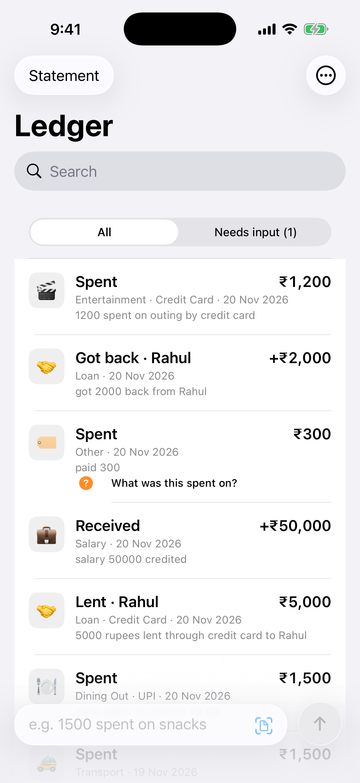 9:41
Statement
Ledger
Search
All
Needs input (1)
Spent
₹1,200
Entertainment · Credit Card · 20 Nov 2026
1200 spent on outing by credit card
Got back · Rahul
+₹2,000
Loan · 20 Nov 2026
got 2000 back from Rahul
Spent
₹300
Other · 20 Nov 2026
paid 300
? What was this spent on?
Received
+₹50,000
Salary · 20 Nov 2026
salary 50000 credited
Lent · Rahul
₹5,000
Loan · Credit Card · 20 Nov 2026
5000 rupees lent through credit card to Rahul
Spent
₹1,500
Dining Out · UPI · 20 Nov 2026
e.g. 1500 spent on snacks
Spent
₹1,500
Transport · 19 Nov 2026